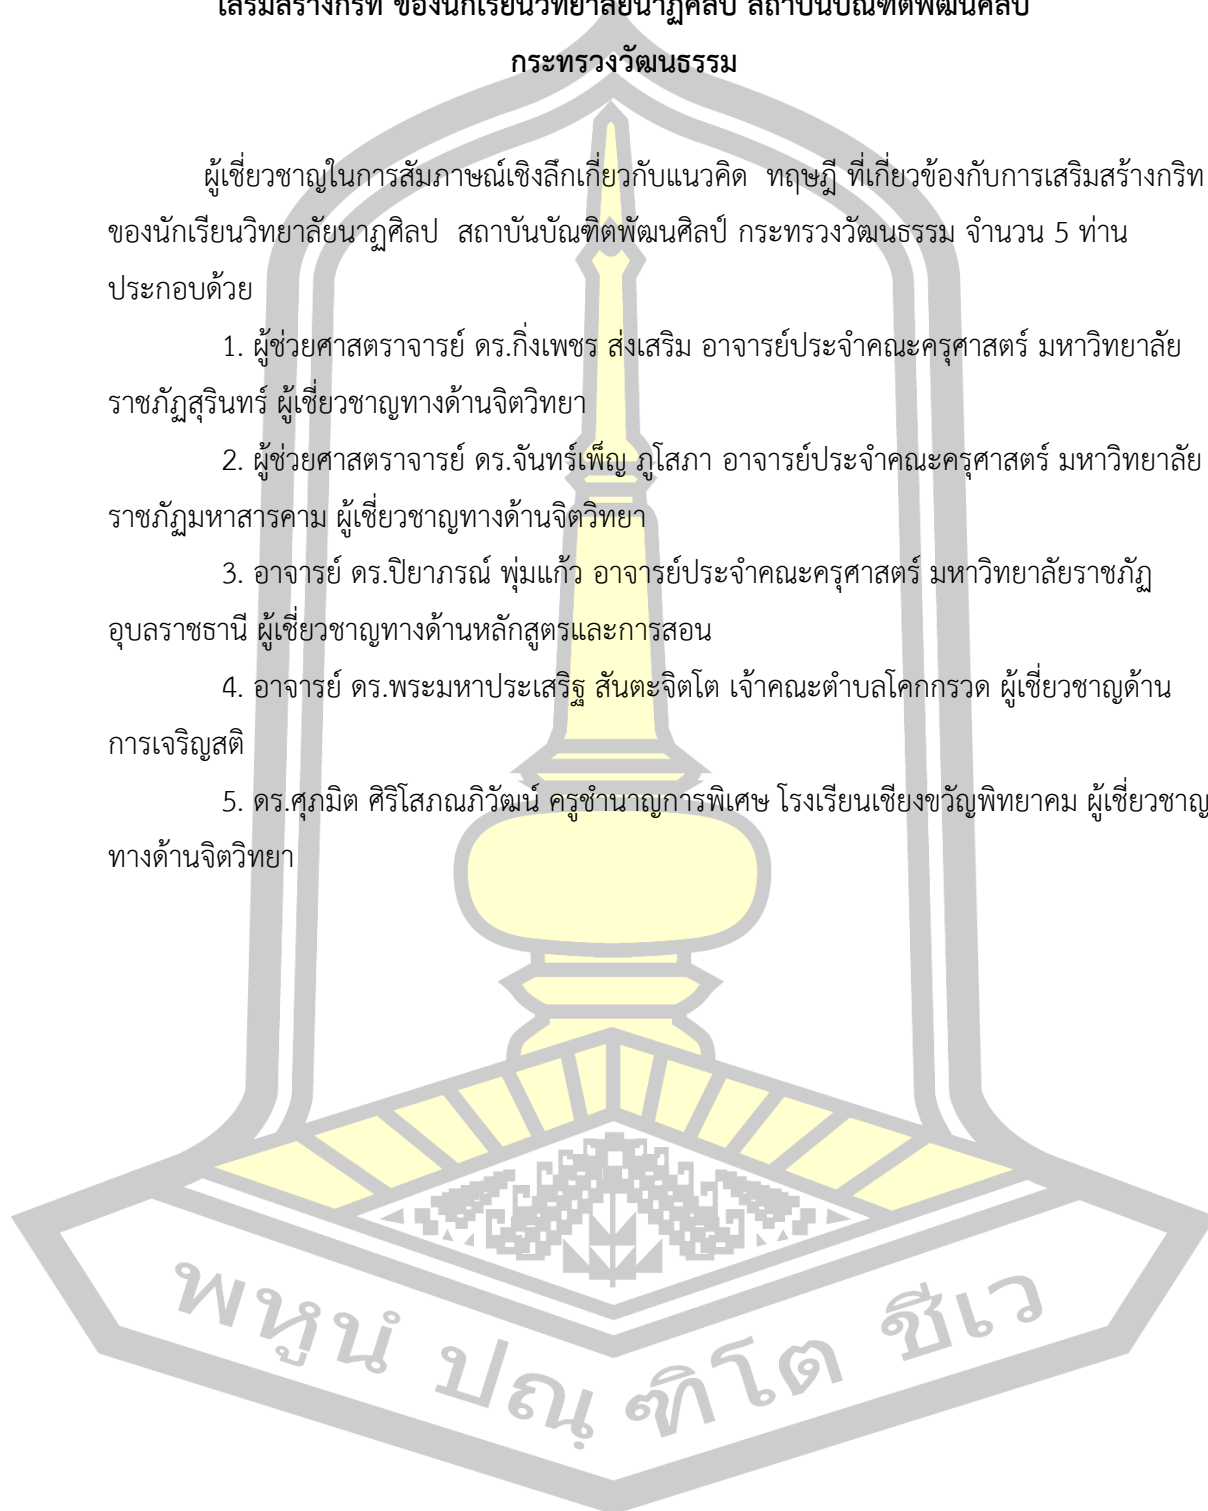 เสริมสร้างกริท ของนักเรียนวิทยาลัยนาฏศิลป สถาบันบัณฑิตพัฒนศิลป์
กระทรวงวัฒนธรรม
ผู้เชี่ยวชาญในการสัมภาษณ์เชิงลึกเกี่ยวกับแนวคิด ทฤษฎี ที่เกี่ยวข้องกับการเสริมสร้างกริท
ของนักเรียนวิทยาลัยนาฏศิลป สถาบันบัณฑิตพัฒนศิลป์ กระทรวงวัฒนธรรม จำนวน 5 ท่าน
ประกอบด้วย
1. ผู้ช่วยศาสตราจารย์ ดร.กิ่งเพชร ส่งเสริม อาจารย์ประจำคณะครุศาสตร์ มหาวิทยาลัย
ราชภัฏสุรินทร์ ผู้เชี่ยวชาญทางด้านจิตวิทยา
2. ผู้ช่วยศาสตราจารย์ ดร.จันทร์เพ็ญ ภูโสภา อาจารย์ประจำคณะครุศาสตร์ มหาวิทยาลัย
ราชภัฏมหาสารคาม ผู้เชี่ยวชาญทางด้านจิตวิทยา
3. อาจารย์ ดร.ปิยาภรณ์ พุ่มแก้ว อาจารย์ประจำคณะครุศาสตร์ มหาวิทยาลัยราชภัฏ
อุบลราชธานี ผู้เชี่ยวชาญทางด้านหลักสูตรและการสอน
4. อาจารย์ ดร.พระมหาประเสริฐ สันตะจิตโต เจ้าคณะตำบลโคกกรวด ผู้เชี่ยวชาญด้าน
การเจริญสติ
5. ดร.ศุภมิต ศิริโสภณภิวัฒน์ ครูชำนาญการพิเศษ โรงเรียนเชียงขวัญพิทยาคม ผู้เชี่ยวชาญ
ทางด้านจิตวิทยา
พหูนํ ปณฺฑิโต ชีเว